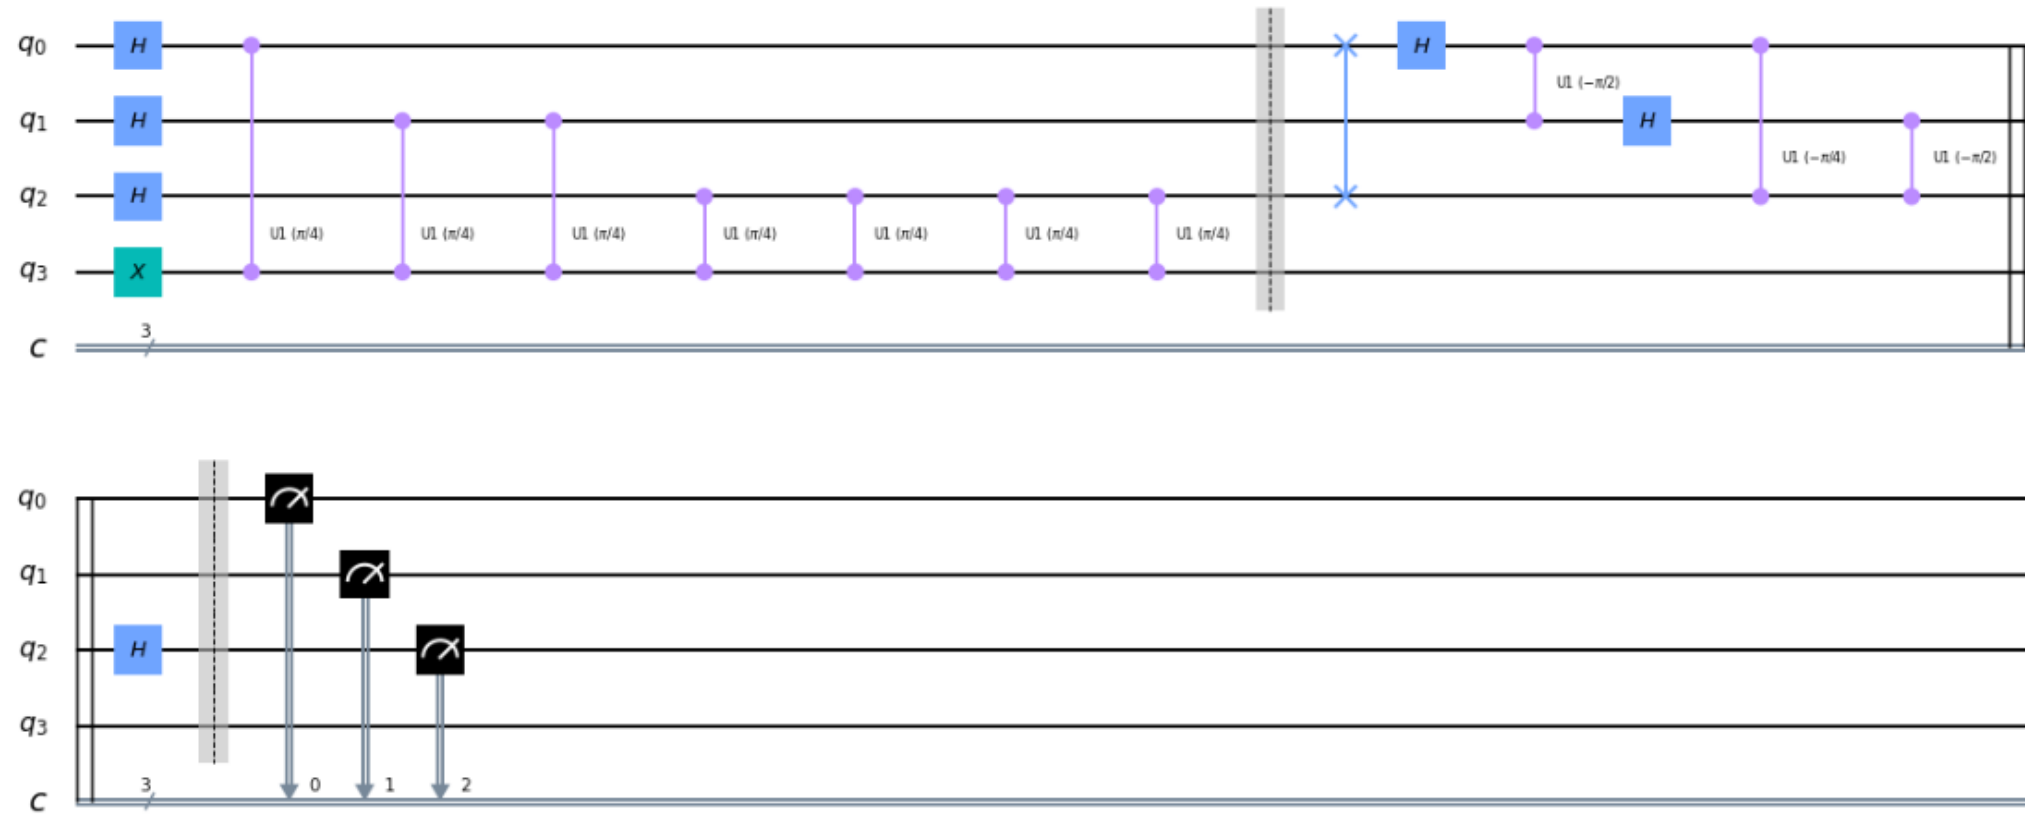 q0 H H
U1 (−π/2)
q1 H H
U1 (−π/4) U1 (−π/2)
q2 H
U1 (π/4) U1 (π/4) U1 (π/4) U1 (π/4) U1 (π/4) U1 (π/4) U1 (π/4)
q3 X
3
c
q0
q1
q2 H
q3
3 0 1 2
c